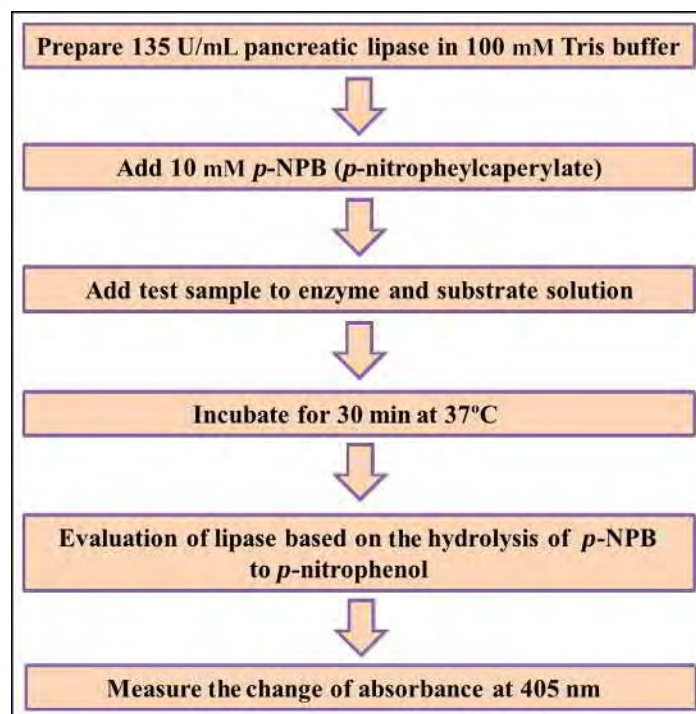 Prepare 135 U/mL pancreatic lipase in 100 mM Tris buffer
Add 10 mM p-NPB (p-nitropheylcaperylate)
Add test sample to enzyme and substrate solution
Incubate for 30 min at 37ºC
Evaluation of lipase based on the hydrolysis of p-NPB
to p-nitrophenol
Measure the change of absorbance at 405 nm